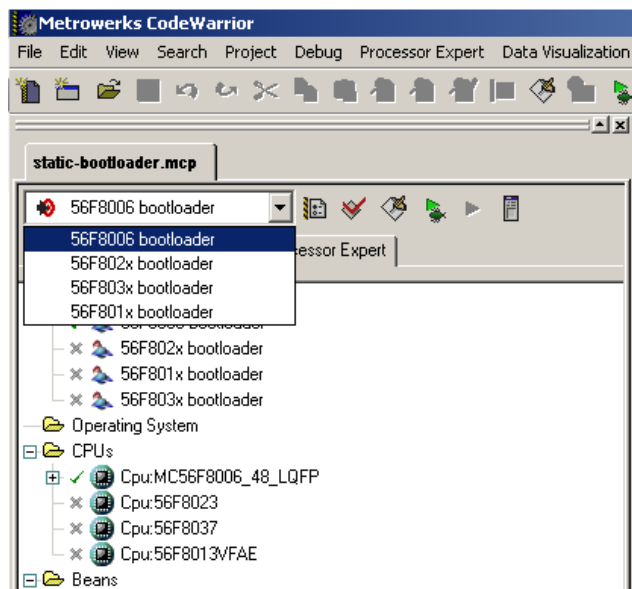 Metrowerks CodeWarrior
File Edit View Search Project Debug Processor Expert Data Visualization
static-bootloader.mcp
56F8006 bootloader
56F8006 bootloader
cessor Expert
56F802x bootloader
56F803x bootloader
56F801x bootloader
56F802x bootloader
56F801x bootloader
56F803x bootloader
Operating System
CPUs
Cpu:MC56F8006_48_LQFP
Cpu:56F8023
Cpu:56F8037
Cpu:56F8013VFAE
Beans